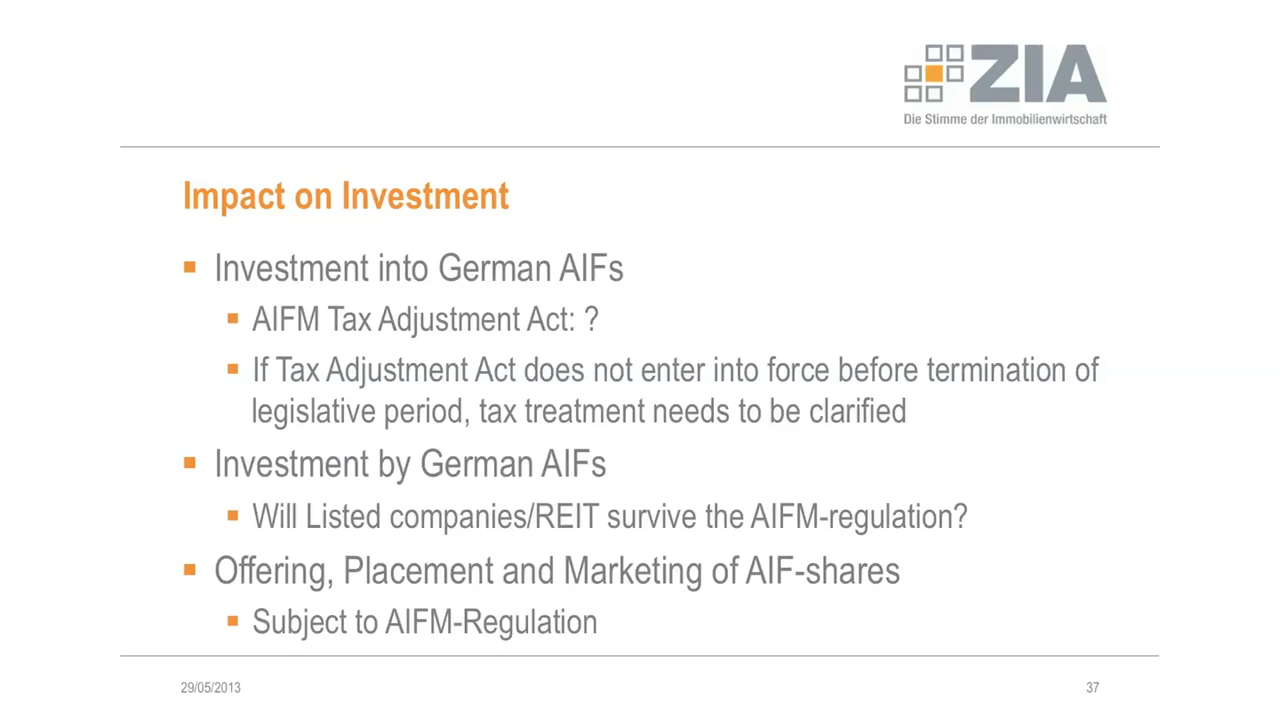 ZIA
Die Stimme der Immobilienwirtschaft
Impact on Investment
Investment into German AIFs
AIFM Tax Adjustment Act: ?
If Tax Adjustment Act does not enter into force before termination of
legislative period, tax treatment needs to be clarified
Investment by German AIFs
Will Listed companies/REIT survive the AIFM-regulation?
Offering, Placement and Marketing of AIF-shares
Subject to AIFM-Regulation
29/05/2013
37